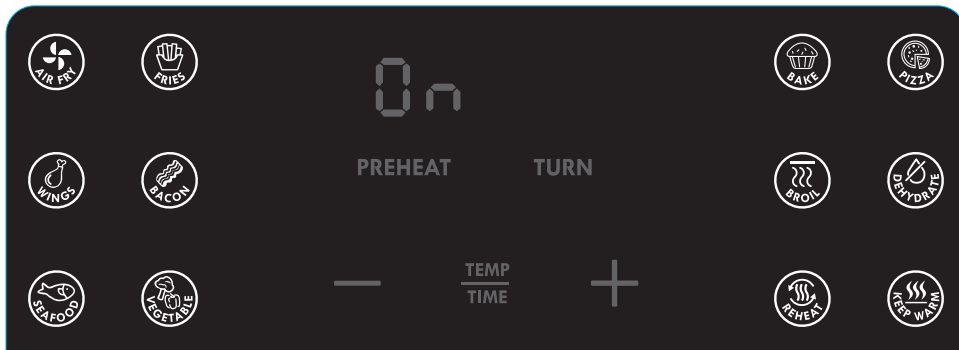 AIR FRY
FRIES
On
BAKE
PIZZA
WINGS
BACON
PREHEAT
TURN
BROIL
DEHYDRATE
SEAFOOD
VEGETABLE
TEMP
TIME
REHEAT
KEEP WARM